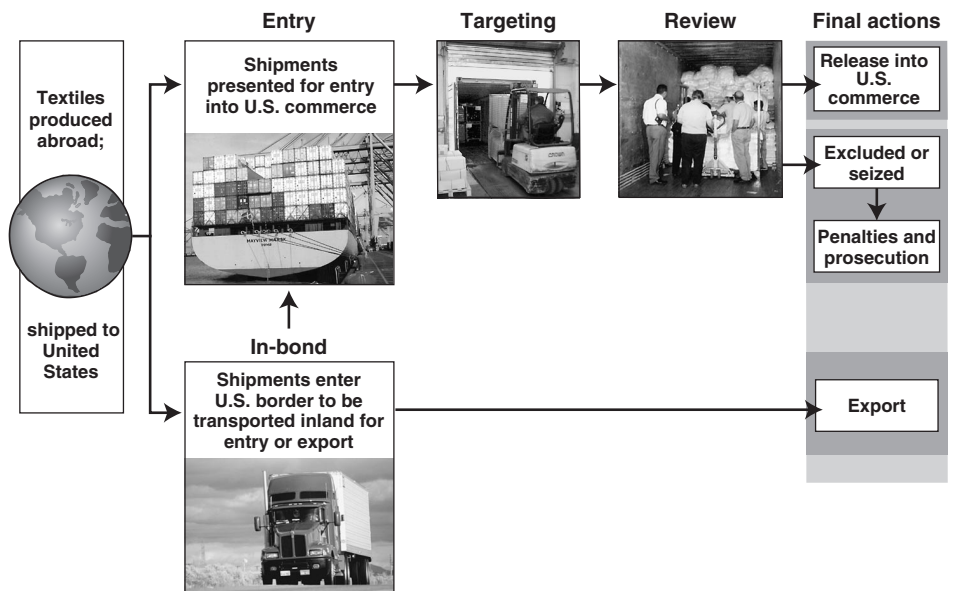 Entry
Targeting
Review
Final actions
Textiles
produced
abroad;
shipped to
United
States
Shipments
presented for entry
into U.S. commerce
In-bond
Shipments enter
U.S. border to be
transported inland for
entry or export
Release into
U.S.
commerce
Excluded or
seized
Penalties and
prosecution
Export